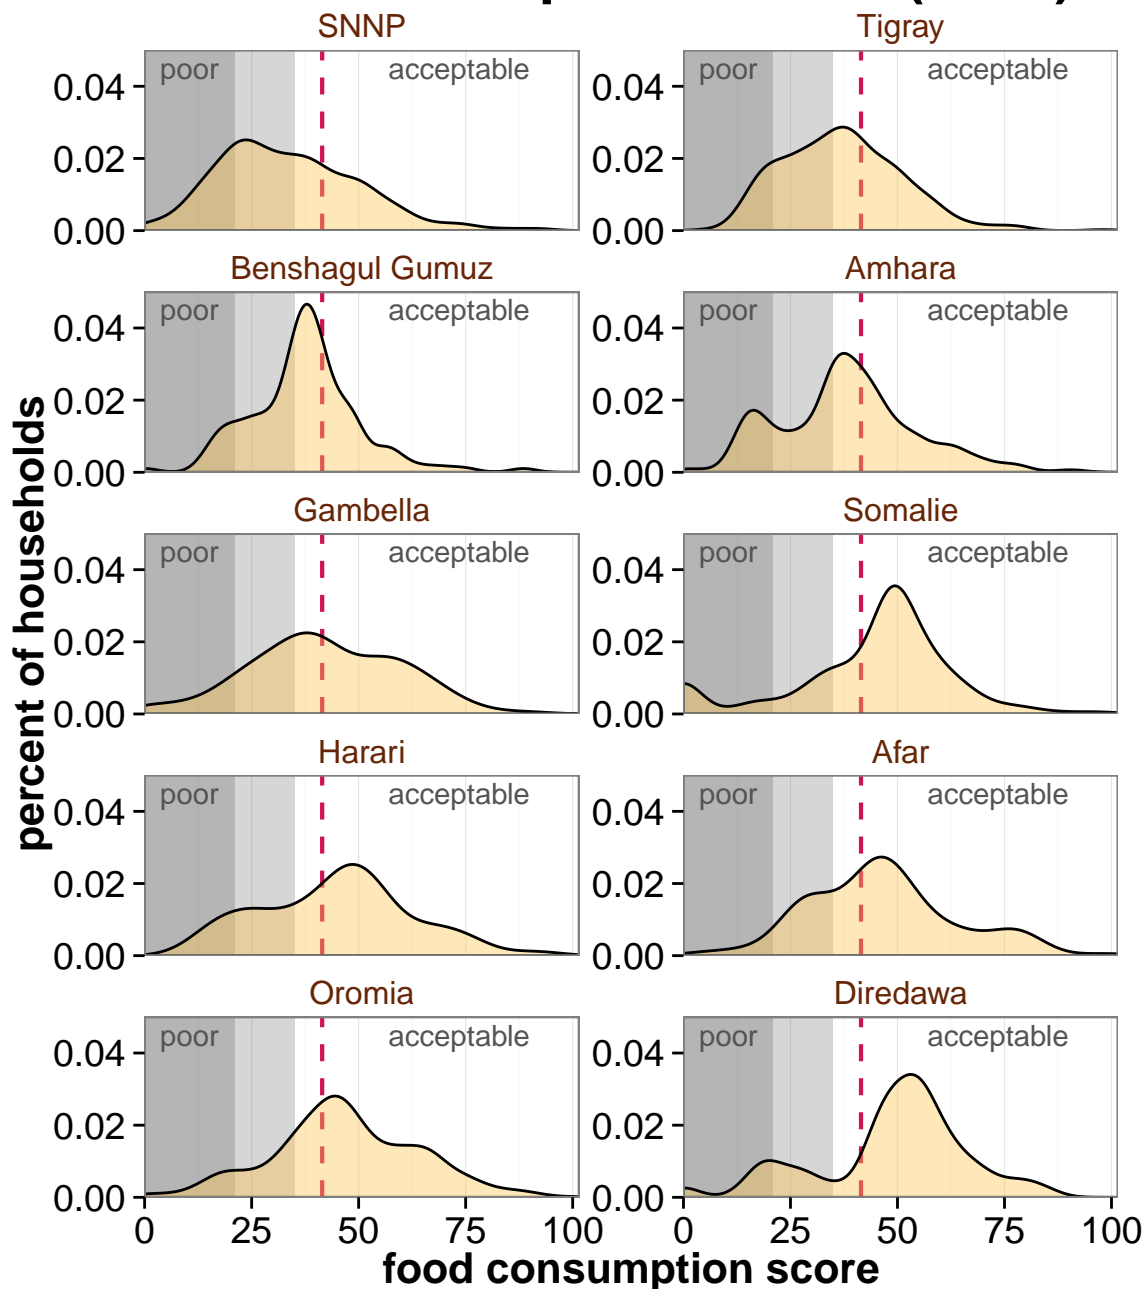 SNNP
Tigray
poor
acceptable
poor
acceptable
0.04
0.02
0.00
0.04
0.02
0.00
Benshagul Gumuz
Amhara
poor
acceptable
poor
acceptable
0.04
0.02
0.00
0.04
0.02
0.00
Gambella
Somalie
poor
acceptable
poor
acceptable
0.04
0.02
0.00
0.04
0.02
0.00
Harari
Afar
poor
acceptable
poor
acceptable
0.04
0.02
0.00
0.04
0.02
0.00
Oromia
Diredawa
poor
acceptable
poor
acceptable
0.04
0.02
0.00
0.04
0.02
0.00
0 25 50 75 100
0 25 50 75 100
food consumption score
percent of households